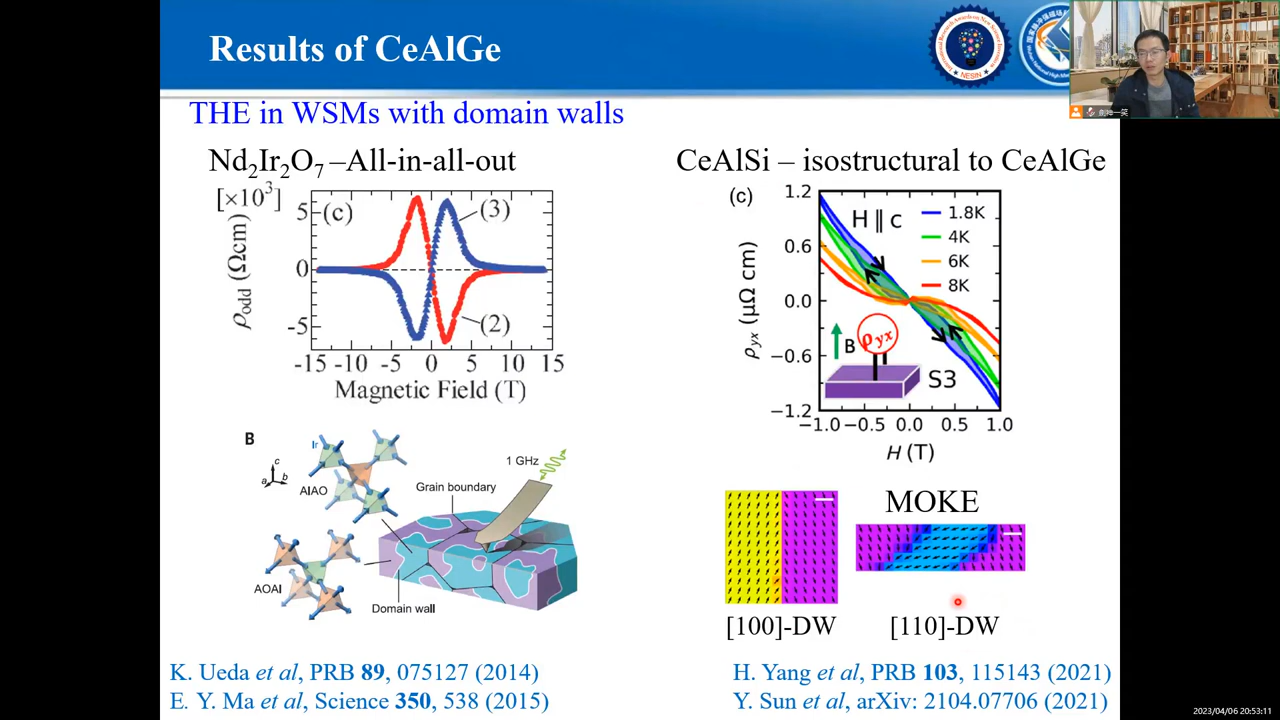 Results of CeAlGe
THE in WSMs with domain walls
Nd2Ir2O7 –All-in-all-out
[×10³]
5
0
-5
ρodd (Ωcm)
(c)
(3)
(2)
-15 -10 -5 0 5 10 15
Magnetic Field (T)
B
Ir
c
a b
AIAO
AOAI
Grain boundary
1 GHz
Domain wall
K. Ueda et al, PRB 89, 075127 (2014)
E. Y. Ma et al, Science 350, 538 (2015)
CeAlSi – isostructural to CeAlGe
(c)
1.2
0.6
0.0
−0.6
−1.2
ρyx (μΩ cm)
H ∥ c
1.8K
4K
6K
8K
B
ρyx
S3
−1.0 −0.5 0.0 0.5 1.0
H (T)
MOKE
[100]-DW
[110]-DW
H. Yang et al, PRB 103, 115143 (2021)
Y. Sun et al, arXiv: 2104.07706 (2021)
NESIN
2023/04/06 20:53:11